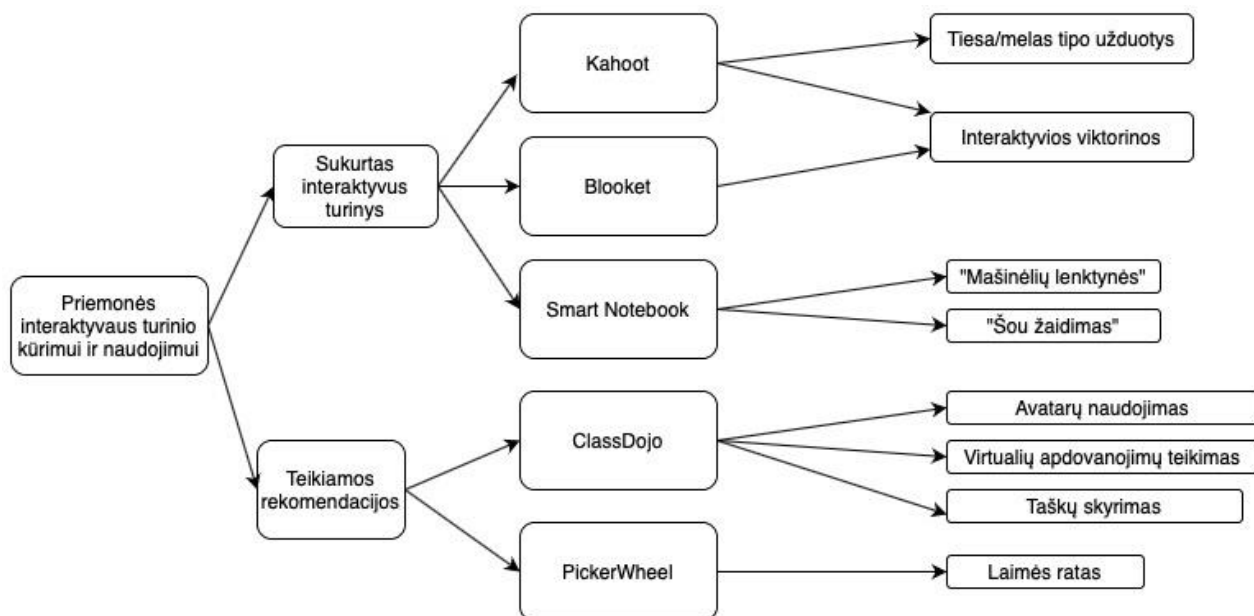 Priemonės
interaktyvaus turinio
kūrimui ir naudojimui
Sukurtas
interaktyvus
turinys
Teikiamos
rekomendacijos
Kahoot
Blooket
Smart Notebook
ClassDojo
PickerWheel
Tiesa/melas tipo užduotys
Interaktyvios viktorinos
"Mašinėlių lenktynės"
"Šou žaidimas"
Avatarų naudojimas
Virtualių apdovanojimų teikimas
Taškų skyrimas
Laimės ratas